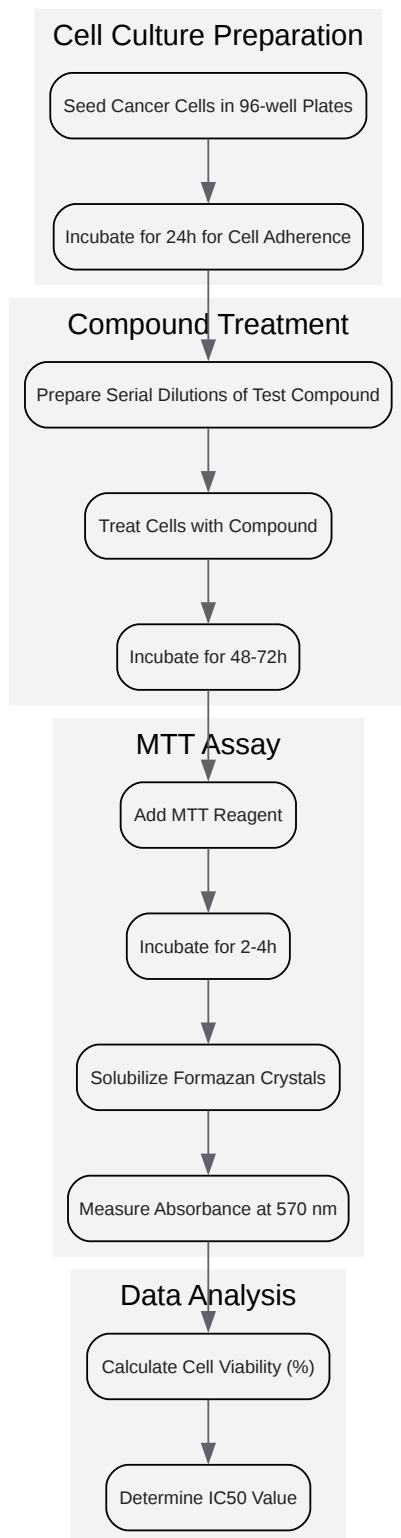 Cell Culture Preparation
Seed Cancer Cells in 96-well Plates
Incubate for 24h for Cell Adherence
Compound Treatment
Prepare Serial Dilutions of Test Compound
Treat Cells with Compound
Incubate for 48-72h
MTT Assay
Add MTT Reagent
Incubate for 2-4h
Solubilize Formazan Crystals
Measure Absorbance at 570 nm
Data Analysis
Calculate Cell Viability (%)
Determine IC50 Value